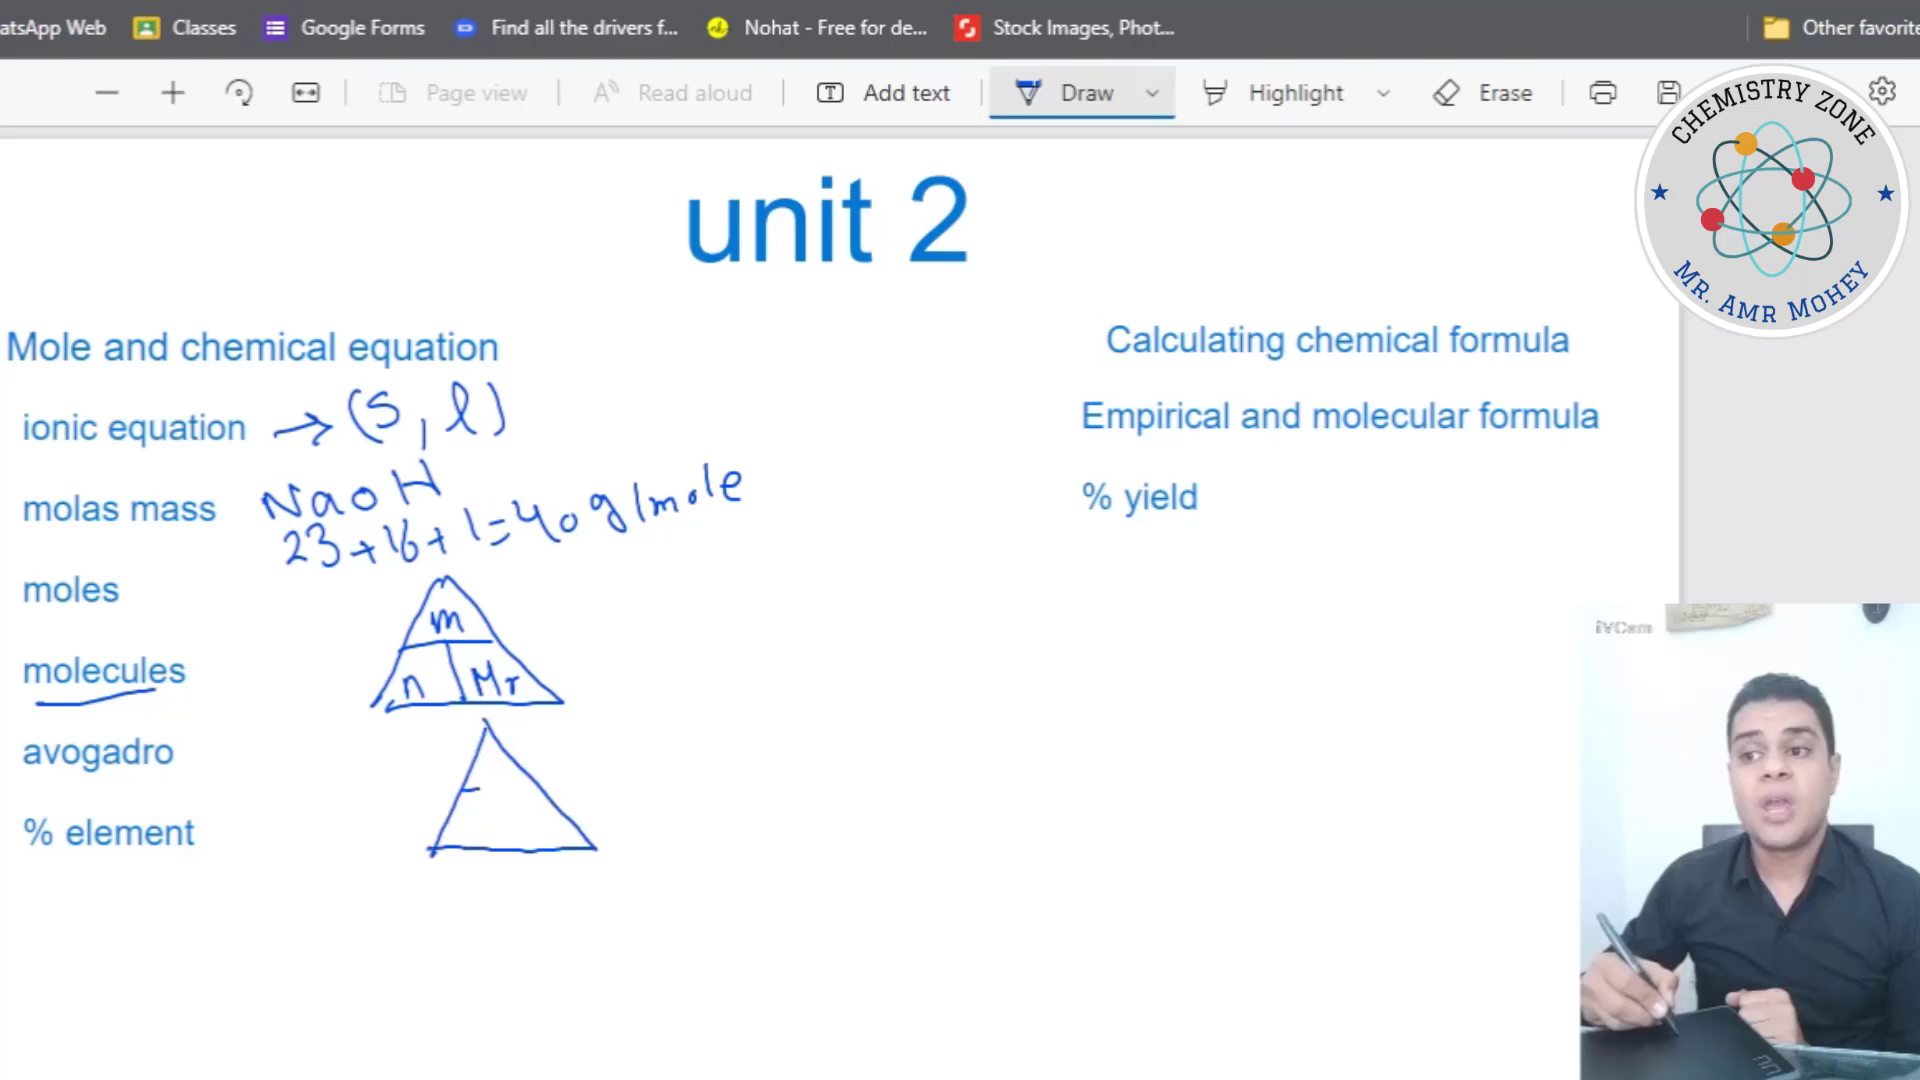 atsApp Web
Classes
Google Forms
Find all the drivers f...
Nohat - Free for de...
Stock Images, Phot...
Other favorite
Page view
Read aloud
Add text
Draw
Highlight
Erase
CHEMISTRY ZONE
MR. AMR MOHEY
unit 2
Mole and chemical equation
ionic equation → (s, l)
molas mass NaOH
23+16+1=40 g/mole
moles
m
n Mr
molecules
avogadro
% element
Calculating chemical formula
Empirical and molecular formula
% yield
iVCam